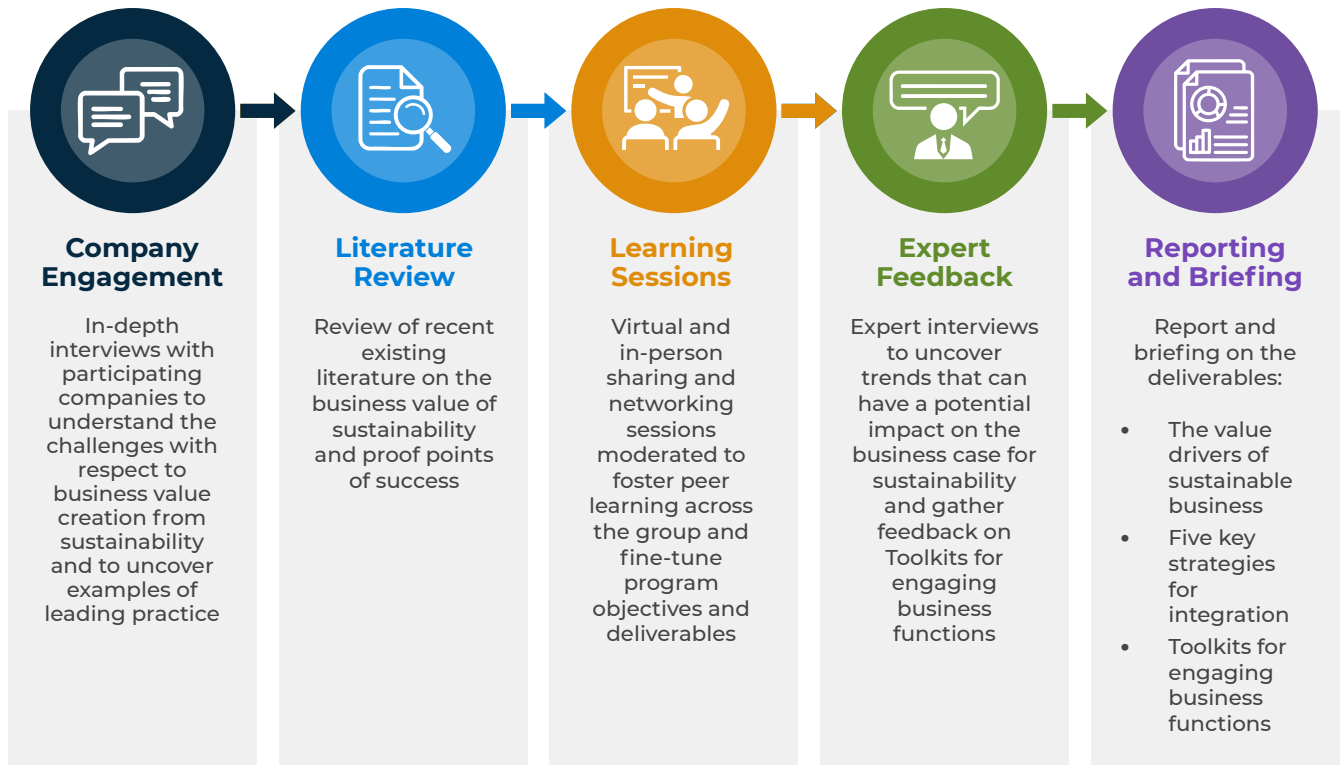 Company
Engagement
In-depth
interviews with
participating
companies to
understand the
challenges with
respect to
business value
creation from
sustainability
and to uncover
examples of
leading practice
Literature
Review
Review of recent
existing
literature on the
business value of
sustainability
and proof points
of success
Learning
Sessions
Virtual and
in-person
sharing and
networking
sessions
moderated to
foster peer
learning across
the group and
fine-tune
program
objectives and
deliverables
Expert
Feedback
Expert interviews
to uncover
trends that can
have a potential
impact on the
business case for
sustainability
and gather
feedback on
Toolkits for
engaging
business
functions
Reporting
and Briefing
Report and
briefing on the
deliverables:
• The value
drivers of
sustainable
business
• Five key
strategies
for
integration
• Toolkits for
engaging
business
functions